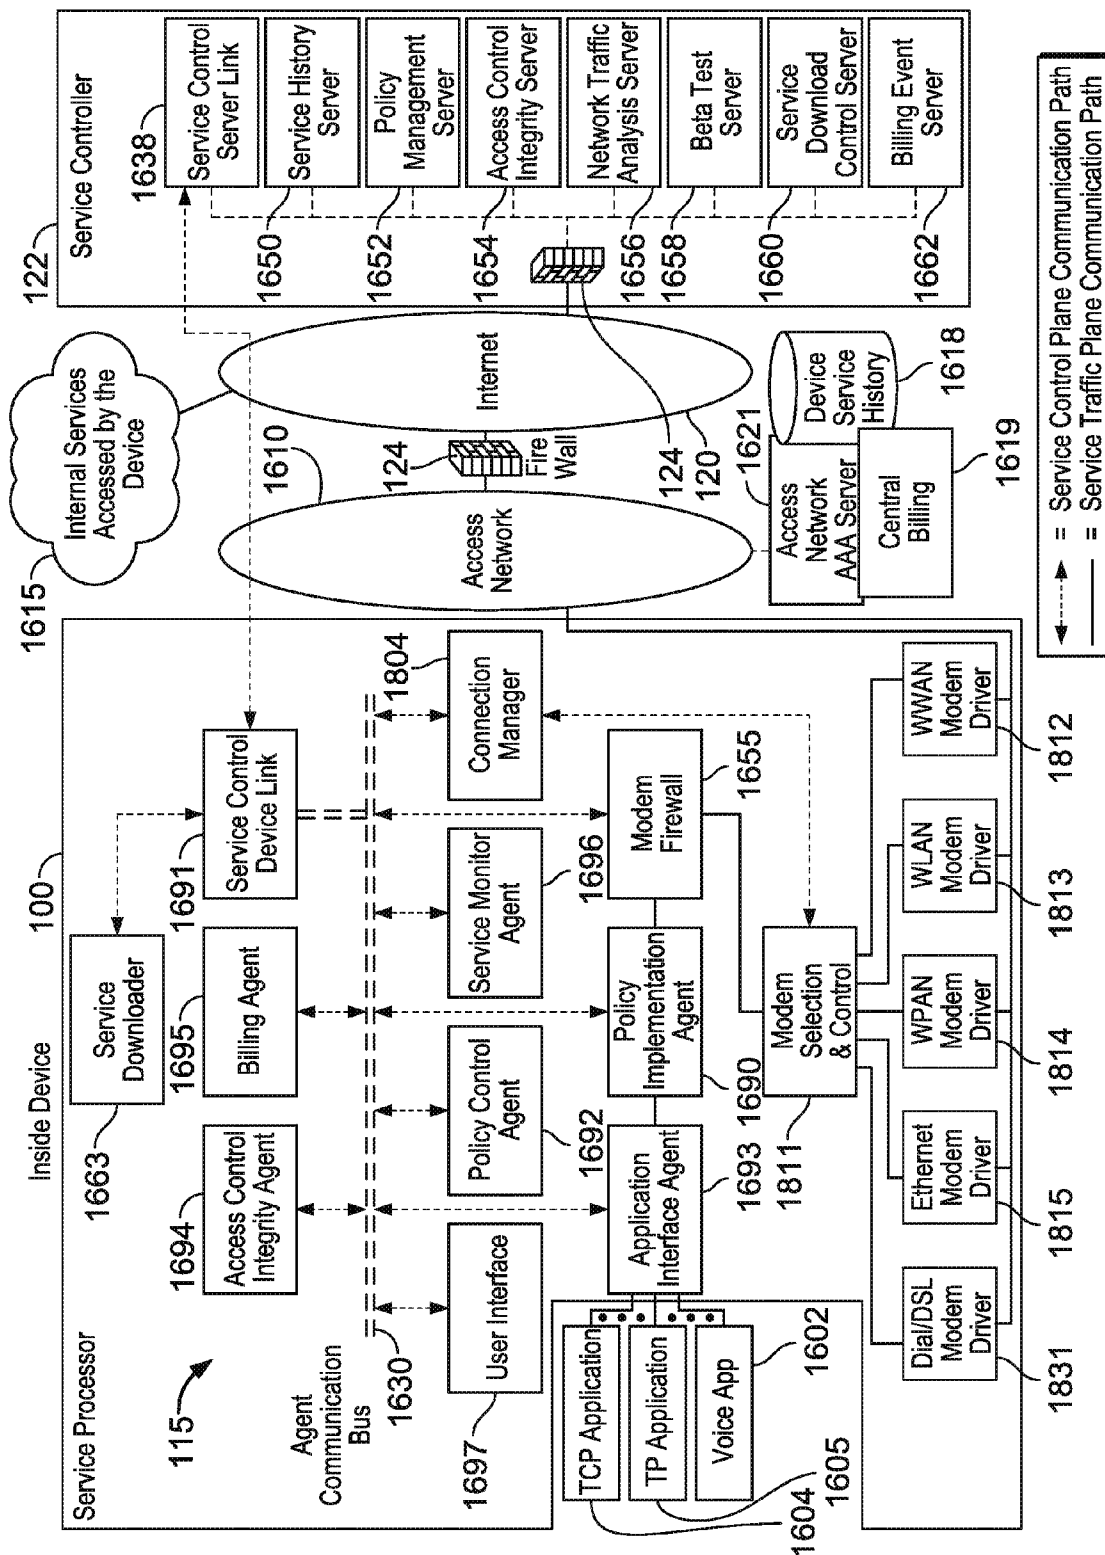 Service Processor
115
Inside Device
100
1663
Service
Downloader
1694
Access Control
Integrity Agent
1695
Billing Agent
1691
Service Control
Device Link
Agent
Communication
Bus
1630
User Interface
1697
Policy Control
Agent
1692
Service Monitor
Agent
1696
Connection
Manager
1804
Application
Interface Agent
1693
Policy
Implementation
Agent
1690
Modem
Firewall
1655
TCP Application
1604
TP Application
1605
Voice App
1602
Modem
Selection
& Control
1811
Dial/DSL
Modem
Driver
1831
Ethernet
Modem
Driver
1815
WPAN
Modem
Driver
1814
WLAN
Modem
Driver
1813
WWAN
Modem
Driver
1812
1615
Internal Services
Accessed by the
Device
1610
Access
Network
124
Fire
Wall
Internet
124
120
1621
Access
Network
AAA Server
Device
Service
History
1618
Central
Billing
1619
122
Service Controller
1638
Service Control
Server Link
1650
Service History
Server
1652
Policy
Management
Server
1654
Access Control
Integrity Server
1656
Network Traffic
Analysis Server
1658
Beta Test
Server
1660
Service
Download
Control Server
1662
Billing Event
Server
= Service Control Plane Communication Path
= Service Traffic Plane Communication Path